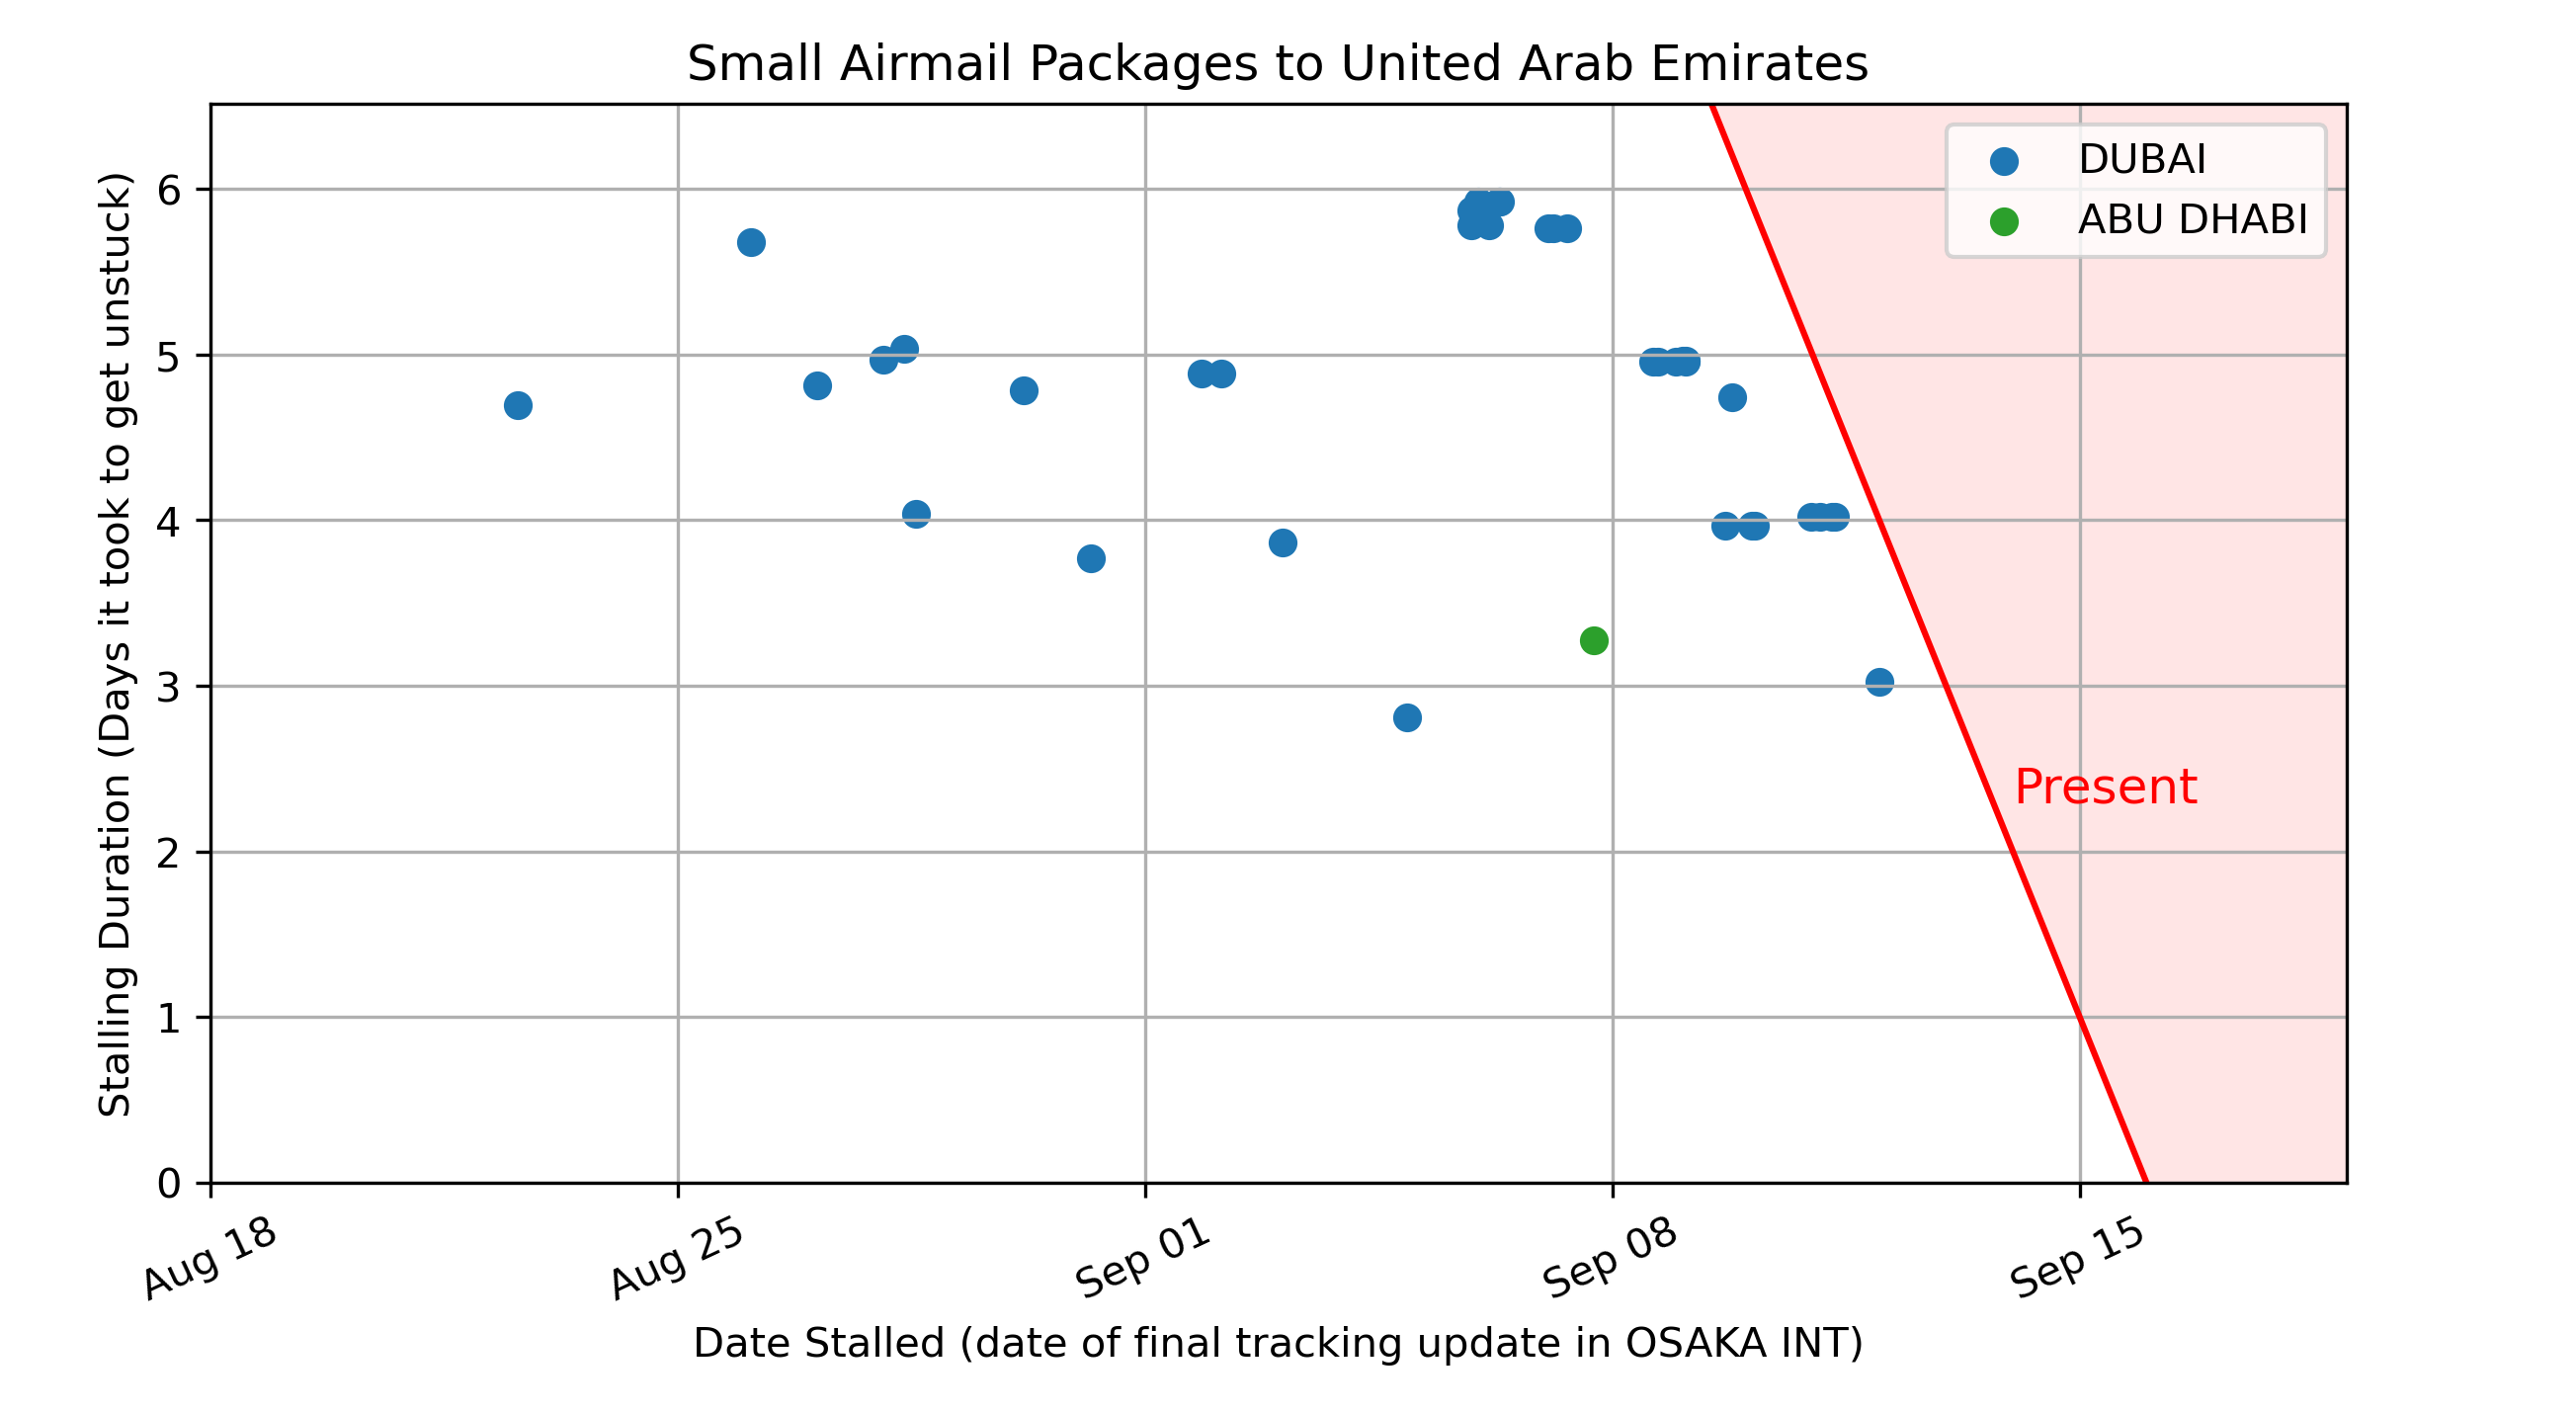 Small Airmail Packages to United Arab Emirates
DUBAI
ABU DHABI
Stalling Duration (Days it took to get unstuck)
6
5
4
3
2
1
0
Present
Aug 18
Aug 25
Sep 01
Sep 08
Sep 15
Date Stalled (date of final tracking update in OSAKA INT)